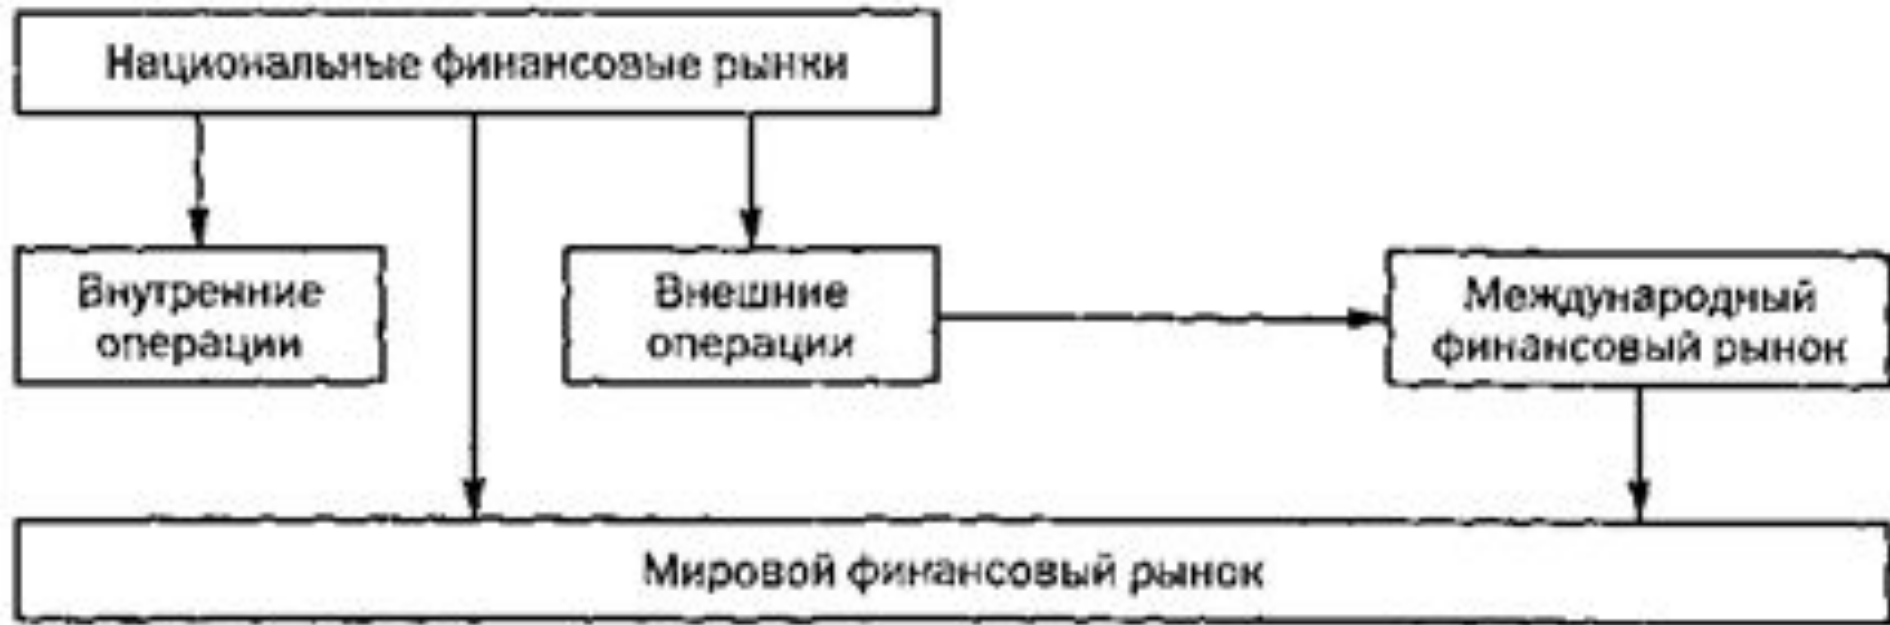 Национальные финансовые рынки
Внутренние
операции
Внешние
операции
Международный
финансовый рынок
Мировой финансовый рынок